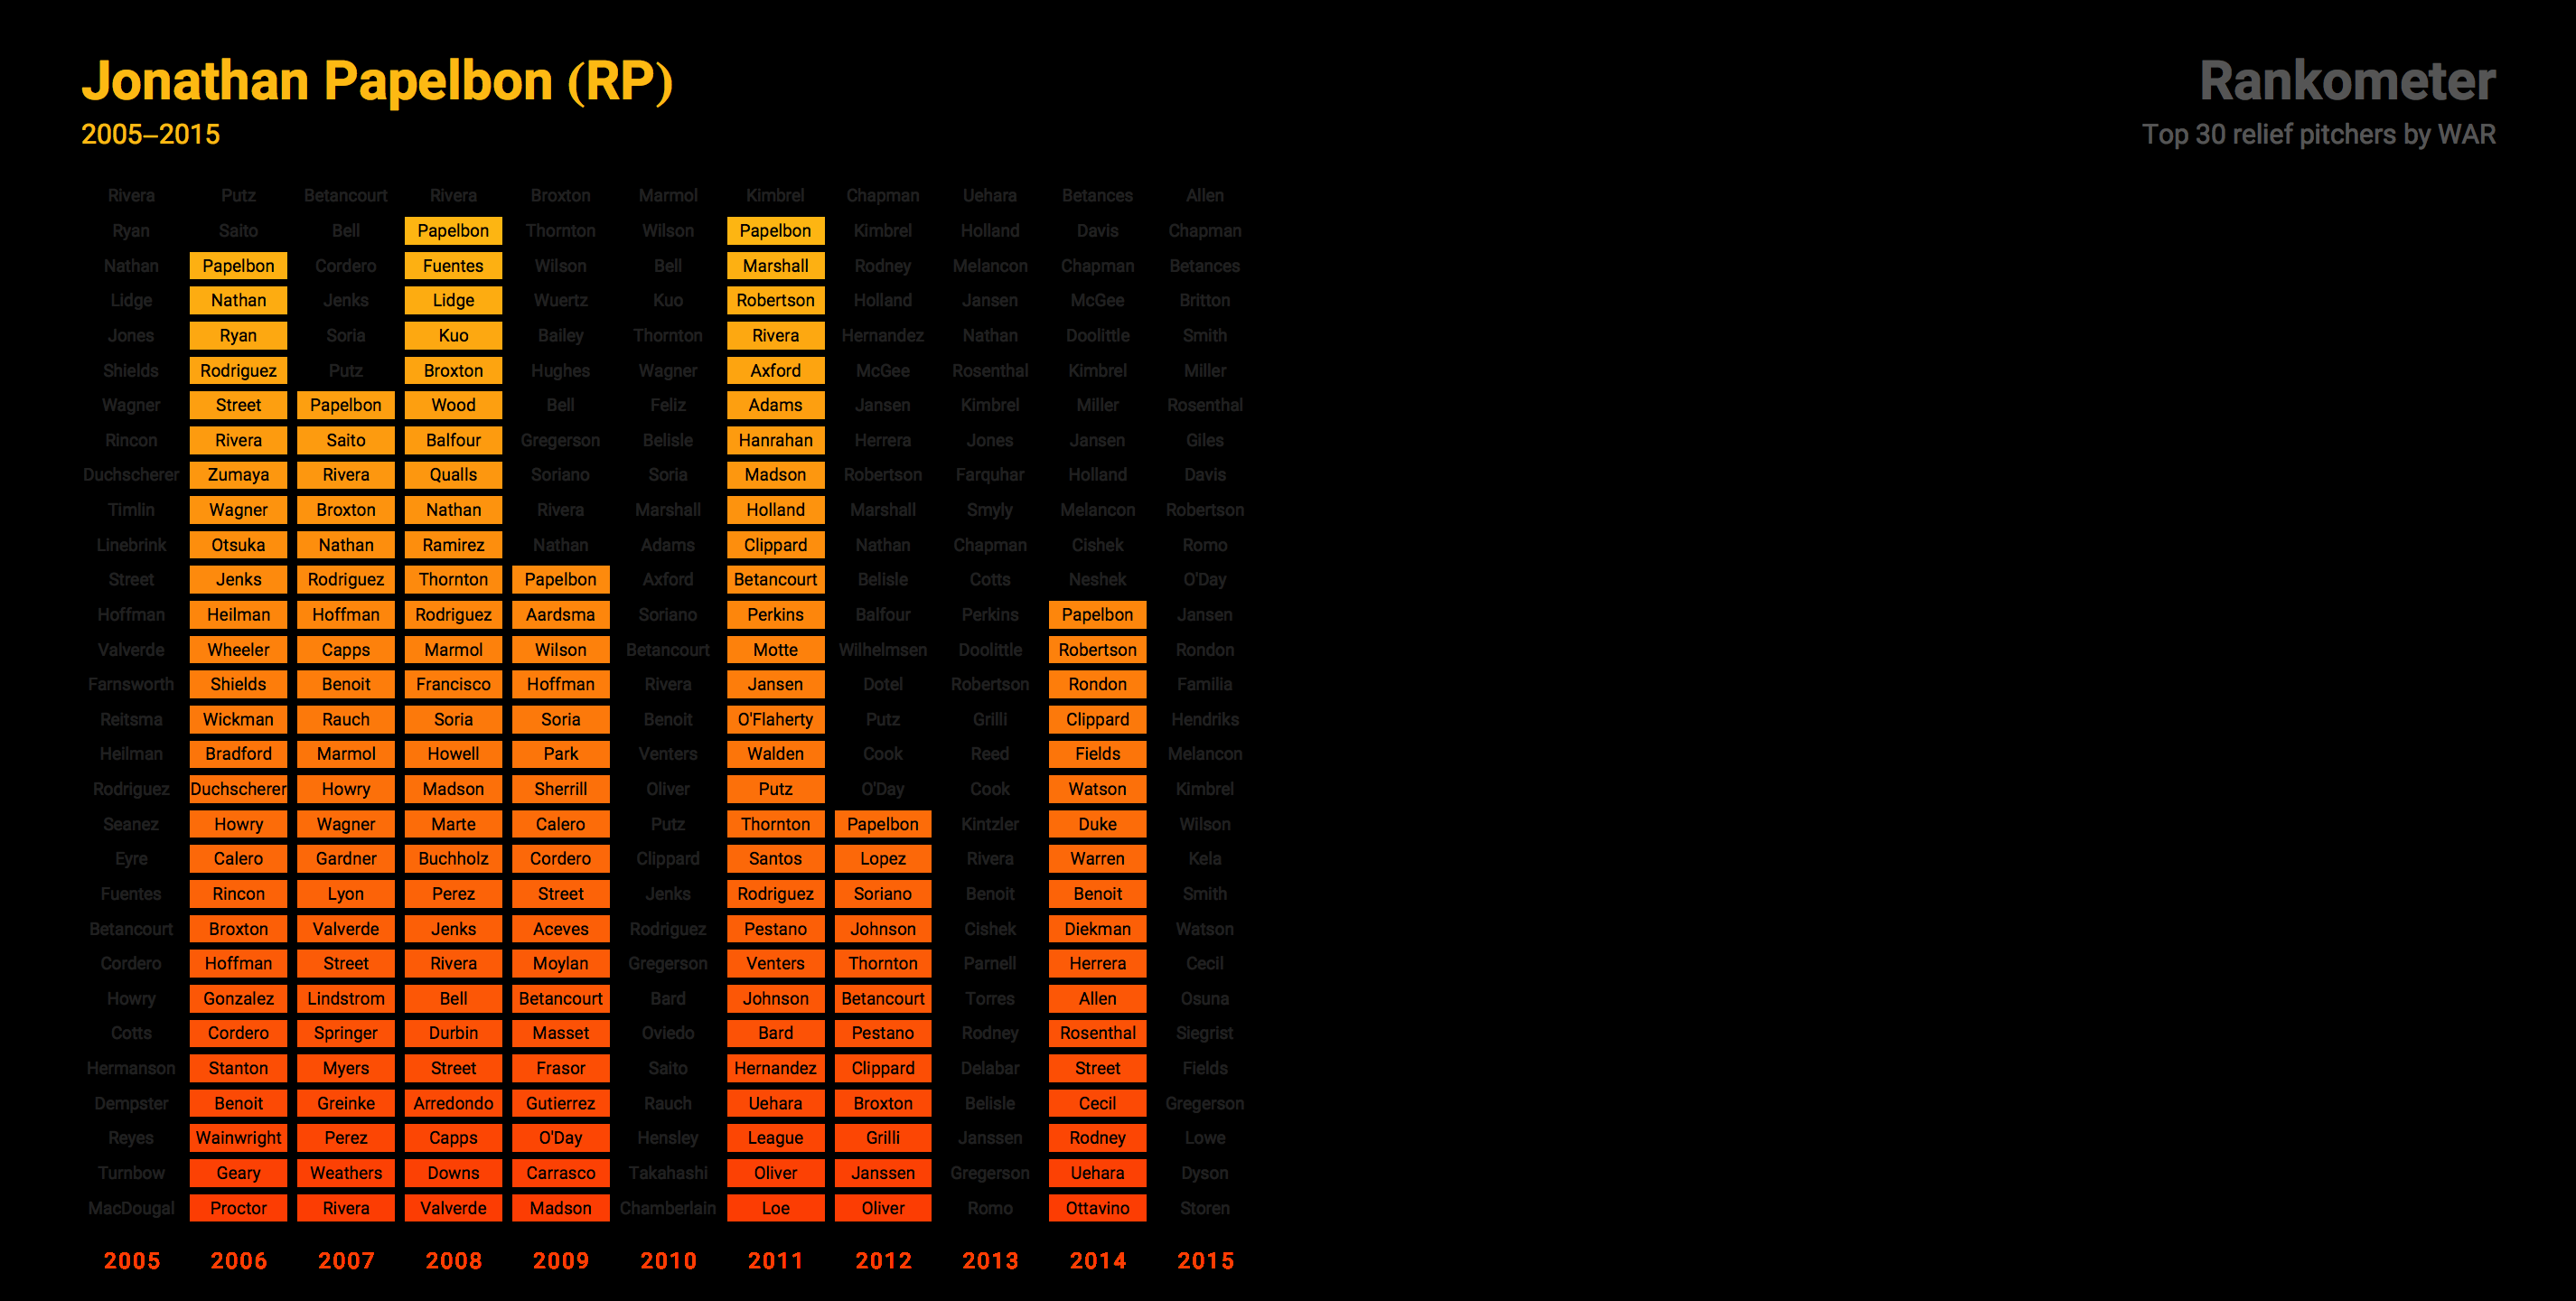 Jonathan Papelbon (RP)
2005–2015
Rankometer
Top 30 relief pitchers by WAR
Rivera Putz Betancourt Rivera Broxton Marmol Kimbrel Chapman Uehara Betances Allen
Ryan Saito Bell Papelbon Thornton Wilson Papelbon Kimbrel Holland Davis Chapman
Nathan Papelbon Cordero Fuentes Wilson Bell Marshall Rodney Melancon Chapman Betances
Lidge Nathan Jenks Lidge Wuertz Kuo Robertson Holland Jansen McGee Britton
Jones Ryan Soria Kuo Bailey Thornton Rivera Hernandez Nathan Doolittle Smith
Shields Rodriguez Putz Broxton Hughes Wagner Axford McGee Rosenthal Kimbrel Miller
Wagner Street Papelbon Wood Bell Feliz Adams Jansen Kimbrel Miller Rosenthal
Rincon Rivera Saito Balfour Gregerson Belisle Hanrahan Herrera Jones Jansen Giles
Duchscherer Zumaya Rivera Qualls Soriano Soria Madson Robertson Farquhar Holland Davis
Timlin Wagner Broxton Nathan Rivera Marshall Holland Marshall Smyly Melancon Robertson
Linebrink Otsuka Nathan Ramirez Nathan Adams Clippard Nathan Chapman Cishek Romo
Street Jenks Rodriguez Thornton Papelbon Axford Betancourt Belisle Cotts Neshek O'Day
Hoffman Heilman Hoffman Rodriguez Aardsma Soriano Perkins Balfour Perkins Papelbon Jansen
Valverde Wheeler Capps Marmol Wilson Betancourt Motte Wilhelmsen Doolittle Robertson Rondon
Farnsworth Shields Benoit Francisco Hoffman Rivera Jansen Dotel Robertson Rondon Familia
Reitsma Wickman Rauch Soria Soria Benoit O'Flaherty Putz Grilli Clippard Hendriks
Heilman Bradford Marmol Howell Park Venters Walden Cook Reed Fields Melancon
Rodriguez Duchscherer Howry Madson Sherrill Oliver Putz O'Day Cook Watson Kimbrel
Seanez Howry Wagner Marte Calero Putz Thornton Papelbon Kintzler Duke Wilson
Eyre Calero Gardner Buchholz Cordero Clippard Santos Lopez Rivera Warren Kela
Fuentes Rincon Lyon Perez Street Jenks Rodriguez Soriano Benoit Benoit Smith
Betancourt Broxton Valverde Jenks Aceves Rodriguez Pestano Johnson Cishek Diekman Watson
Cordero Hoffman Street Rivera Moylan Gregerson Venters Thornton Parnell Herrera Cecil
Howry Gonzalez Lindstrom Bell Betancourt Bard Johnson Betancourt Torres Allen Osuna
Cotts Cordero Springer Durbin Masset Oviedo Bard Pestano Rodney Rosenthal Siegrist
Hermanson Stanton Myers Street Frasor Saito Hernandez Clippard Delabar Street Fields
Dempster Benoit Greinke Arredondo Gutierrez Rauch Uehara Broxton Belisle Cecil Gregerson
Reyes Wainwright Perez Capps O'Day Hensley League Grilli Janssen Rodney Lowe
Turnbow Geary Weathers Downs Carrasco Takahashi Oliver Janssen Gregerson Uehara Dyson
MacDougal Proctor Rivera Valverde Madson Chamberlain Loe Oliver Romo Ottavino Storen
2005 2006 2007 2008 2009 2010 2011 2012 2013 2014 2015